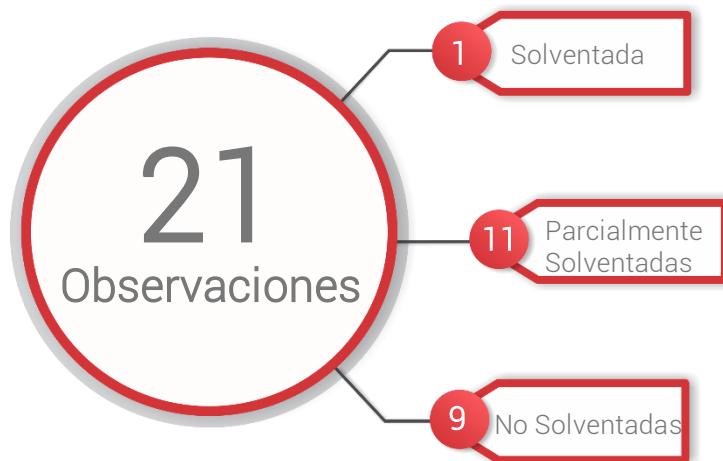 21
Observaciones
1
Solventada
11
Parcialmente
Solventadas
9
No Solventadas